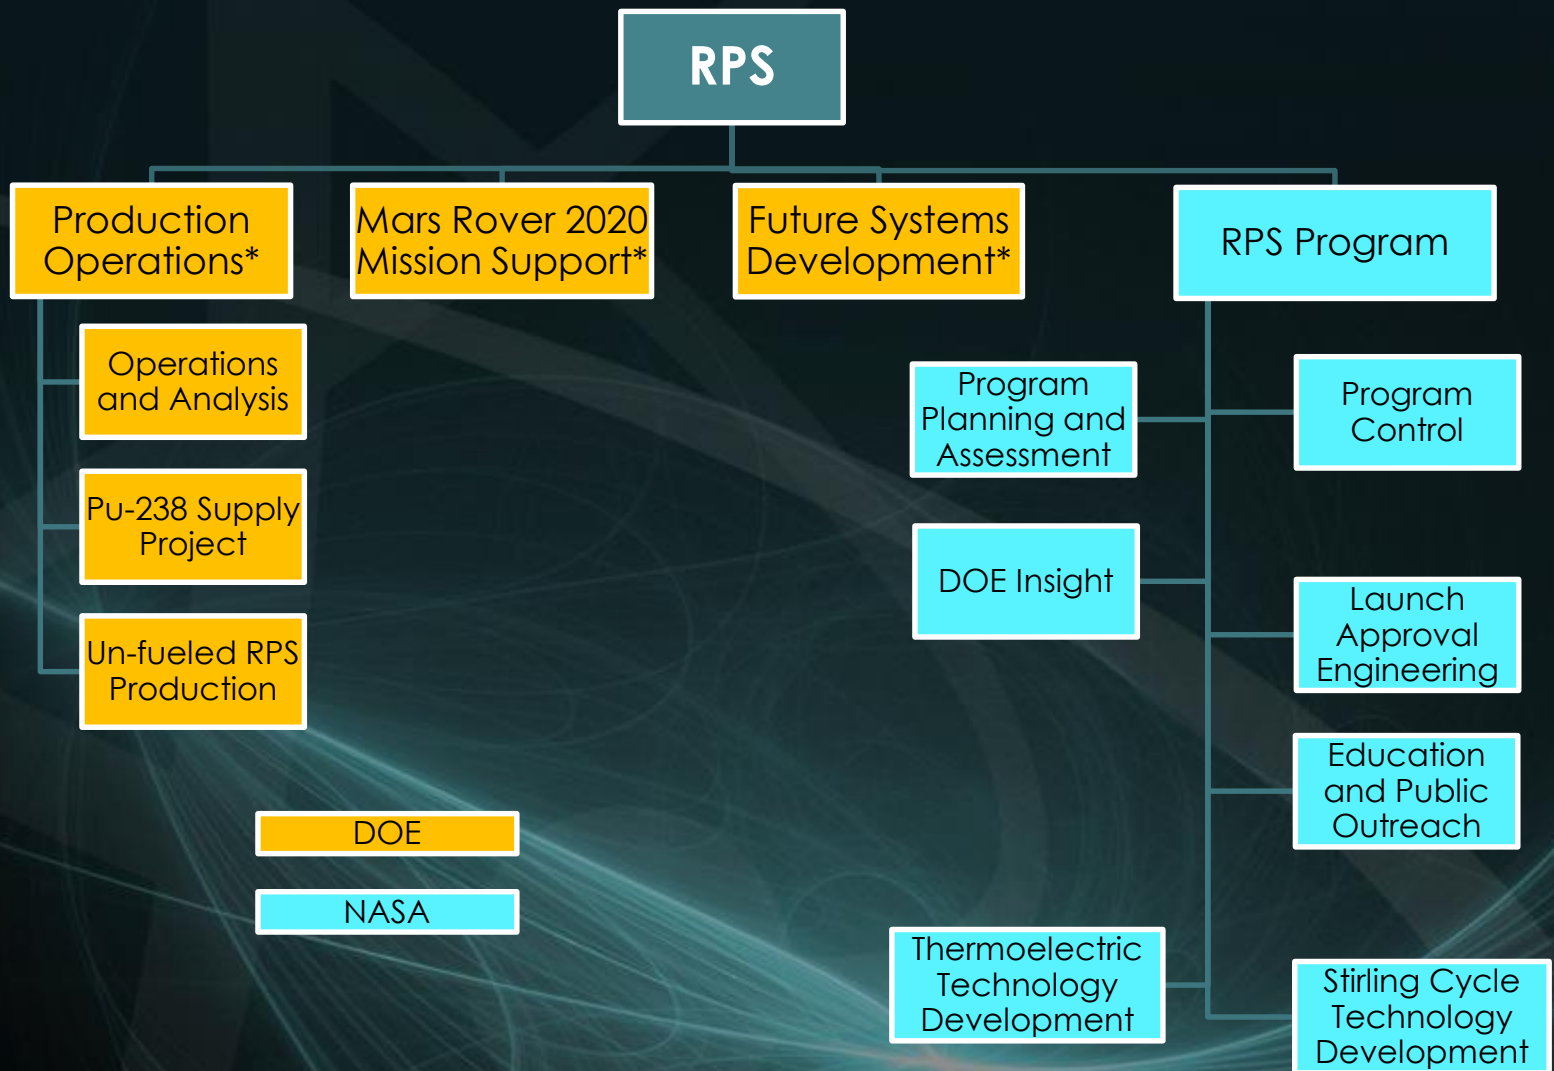 RPS
Production
Operations*
Mars Rover 2020
Mission Support*
Future Systems
Development*
RPS Program
Operations
and Analysis
Pu-238 Supply
Project
Un-fueled RPS
Production
Program
Planning and
Assessment
Program
Control
DOE Insight
Launch
Approval
Engineering
Education
and Public
Outreach
Thermoelectric
Technology
Development
Stirling Cycle
Technology
Development
DOE
NASA